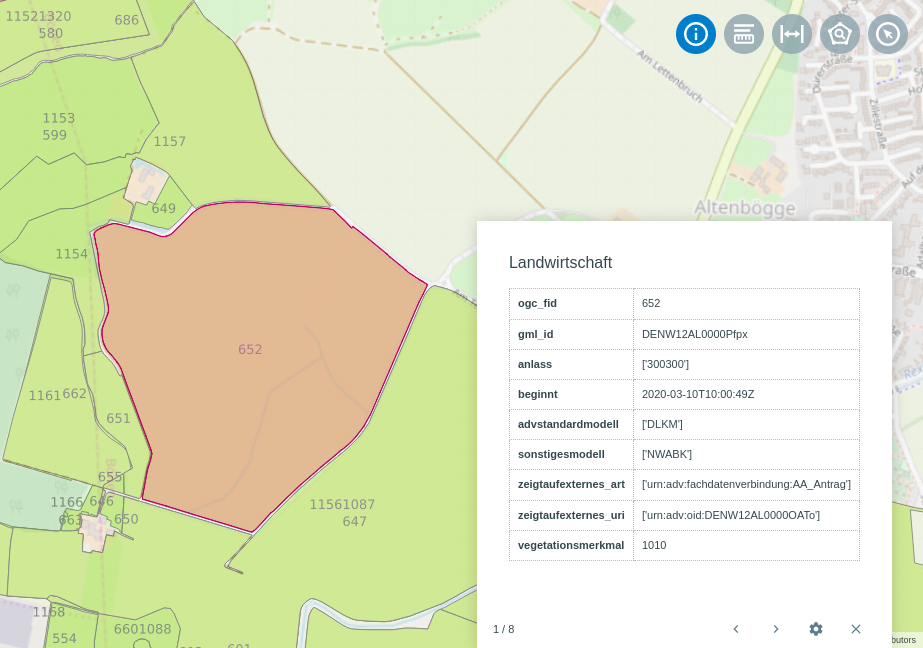 11521320
686
580
1153
599
1157
649
1154
652
1161
662
651
655
1166
646
663
650
11561087
647
1168
554
6601088
Am Lettenbruch
Altenbögge
Zillestraße
Landwirtschaft
ogc_fid 652
gml_id DENW12AL0000Pfpx
anlass ['300300']
beginnt 2020-03-10T10:00:49Z
advstandardmodell ['DLKM']
sonstigesmodell ['NWABK']
zeigtaufexternes_art ['urn:adv:fachdatenverbindung:AA_Antrag']
zeigtaufexternes_uri ['urn:adv:oid:DENW12AL0000OATo']
vegetationsmerkmal 1010
1 / 8
butors